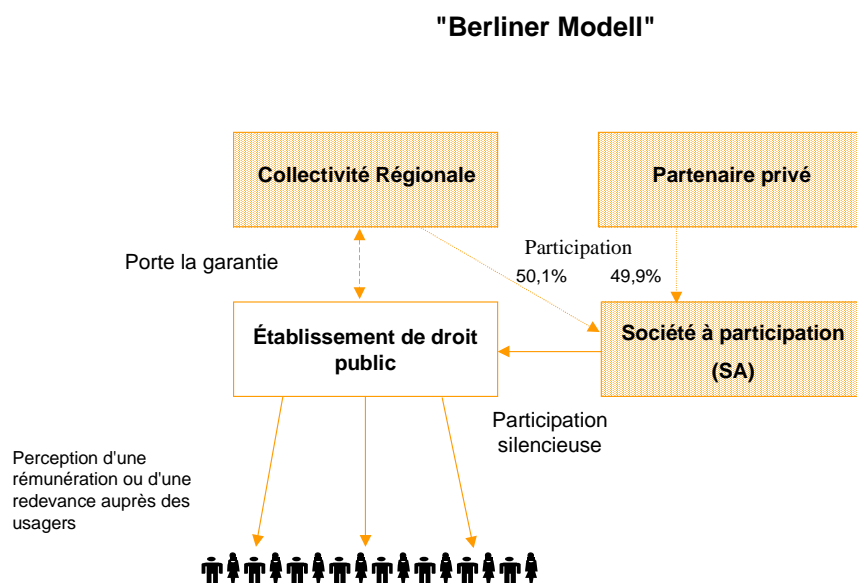 "Berliner Modell"
Collectivité Régionale
Partenaire privé
Porte la garantie
Participation
50,1%
49,9%
Établissement de droit
public
Société à participation
(SA)
Participation
silencieuse
Perception d'une
rémunération ou d'une
redevance auprès des
usagers